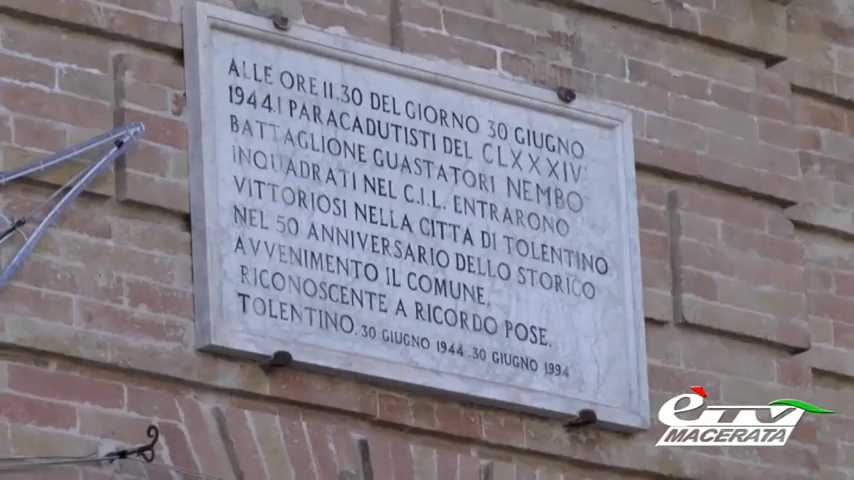 ALLE ORE 11.30 DEL GIORNO 30 GIUGNO
1944.I PARACADUTISTI DEL CLXXXIV
BATTAGLIONE GUASTATORI NEMBO
INQUADRATI NEL C.I.L. ENTRARONO
VITTORIOSI NELLA CITTÀ DI TOLENTINO
NEL 50° ANNIVERSARIO DELLO STORICO
AVVENIMENTO IL COMUNE,
RICONOSCENTE A RICORDO POSE.
TOLENTINO. 30 GIUGNO 1944.30 GIUGNO 1994
èTV
MACERATA